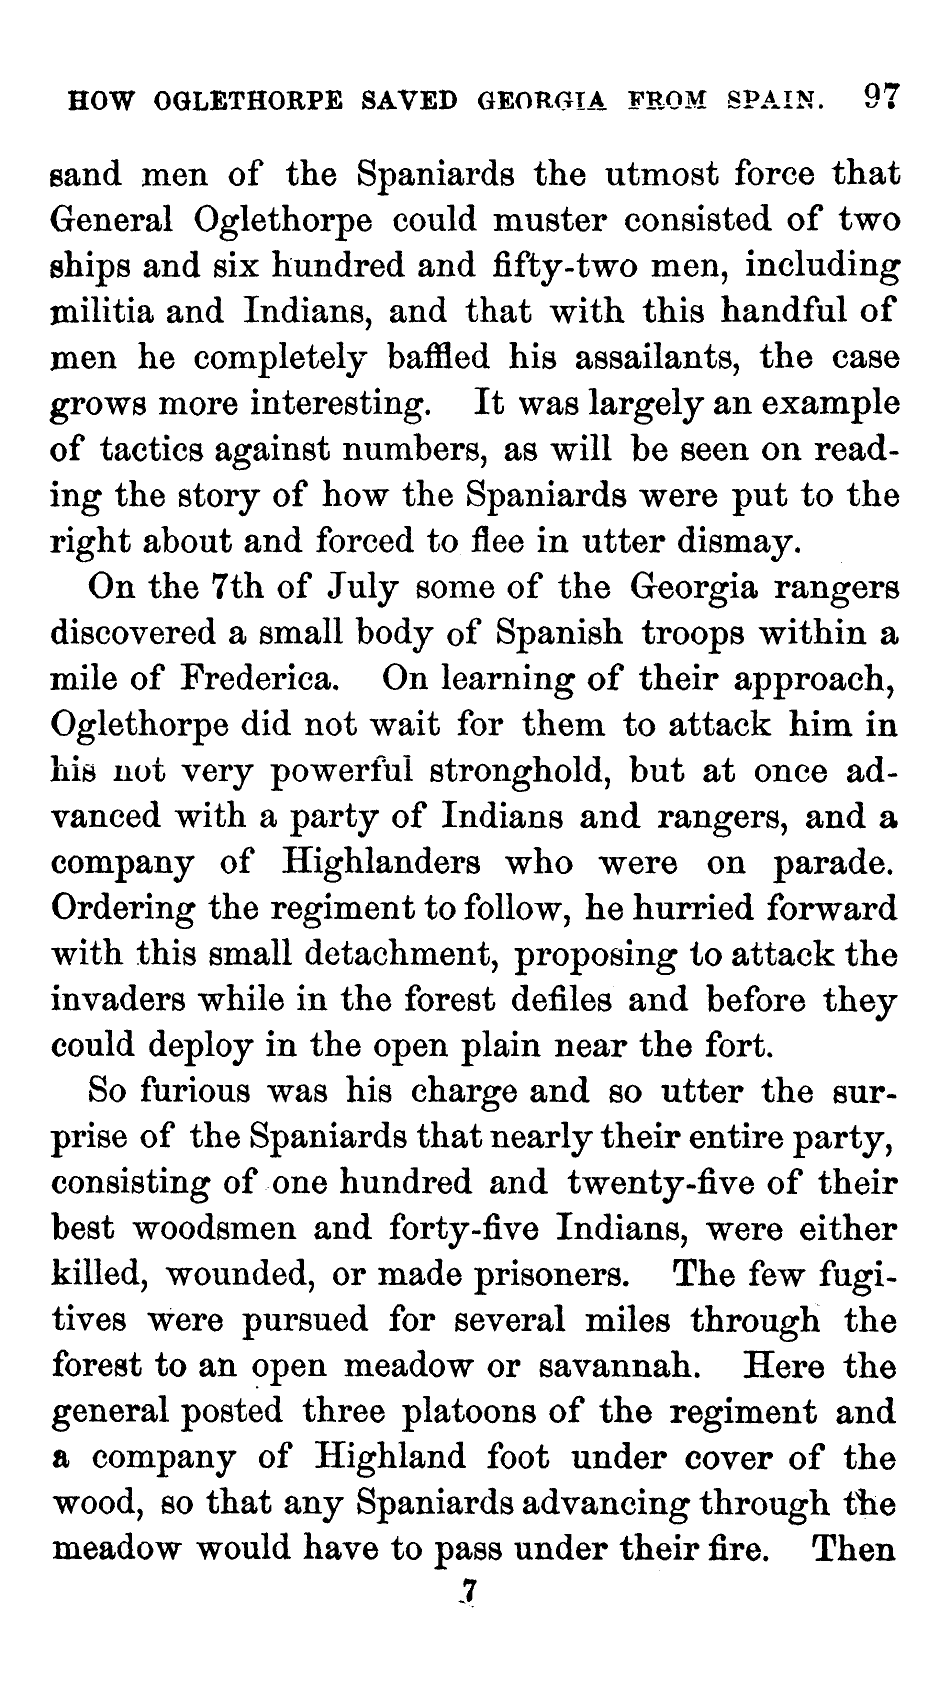 HOW OGLETHORPE SAVED GEORGIA FROM SPAIN. 97
sand men of the Spaniards the utmost force that
General Oglethorpe could muster consisted of two
ships and six hundred and fifty-two men, including
militia and Indians, and that with this handful of
men he completely baffled his assailants, the case
grows more interesting. It was largely an example
of tactics against numbers, as will be seen on read-
ing the story of how the Spaniards were put to the
right about and forced to flee in utter dismay.
On the 7th of July some of the Georgia rangers
discovered a small body of Spanish troops within a
mile of Frederica. On learning of their approach,
Oglethorpe did not wait for them to attack him in
his not very powerful stronghold, but at once ad-
vanced with a party of Indians and rangers, and a
company of Highlanders who were on parade.
Ordering the regiment to follow, he hurried forward
with this small detachment, proposing to attack the
invaders while in the forest defiles and before they
could deploy in the open plain near the fort.
So furious was his charge and so utter the sur-
prise of the Spaniards that nearly their entire party,
consisting of one hundred and twenty-five of their
best woodsmen and forty-five Indians, were either
killed, wounded, or made prisoners. The few fugi-
tives were pursued for several miles through the
forest to an open meadow or savannah. Here the
general posted three platoons of the regiment and
a company of Highland foot under cover of the
wood, so that any Spaniards advancing through the
meadow would have to pass under their fire. Then
7